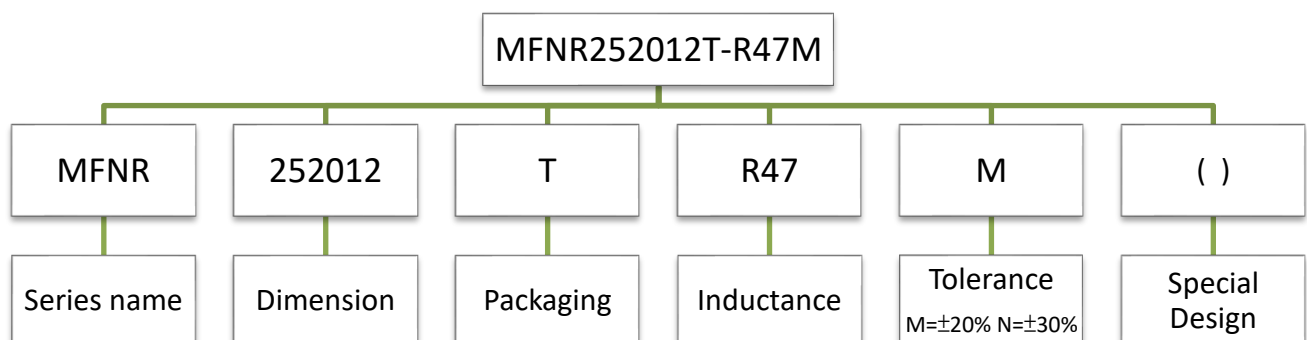 MFNR252012T-R47M
MFNR
252012
T
R47
M
( )
Series name
Dimension
Packaging
Inductance
Tolerance
M=±20% N=±30%
Special
Design